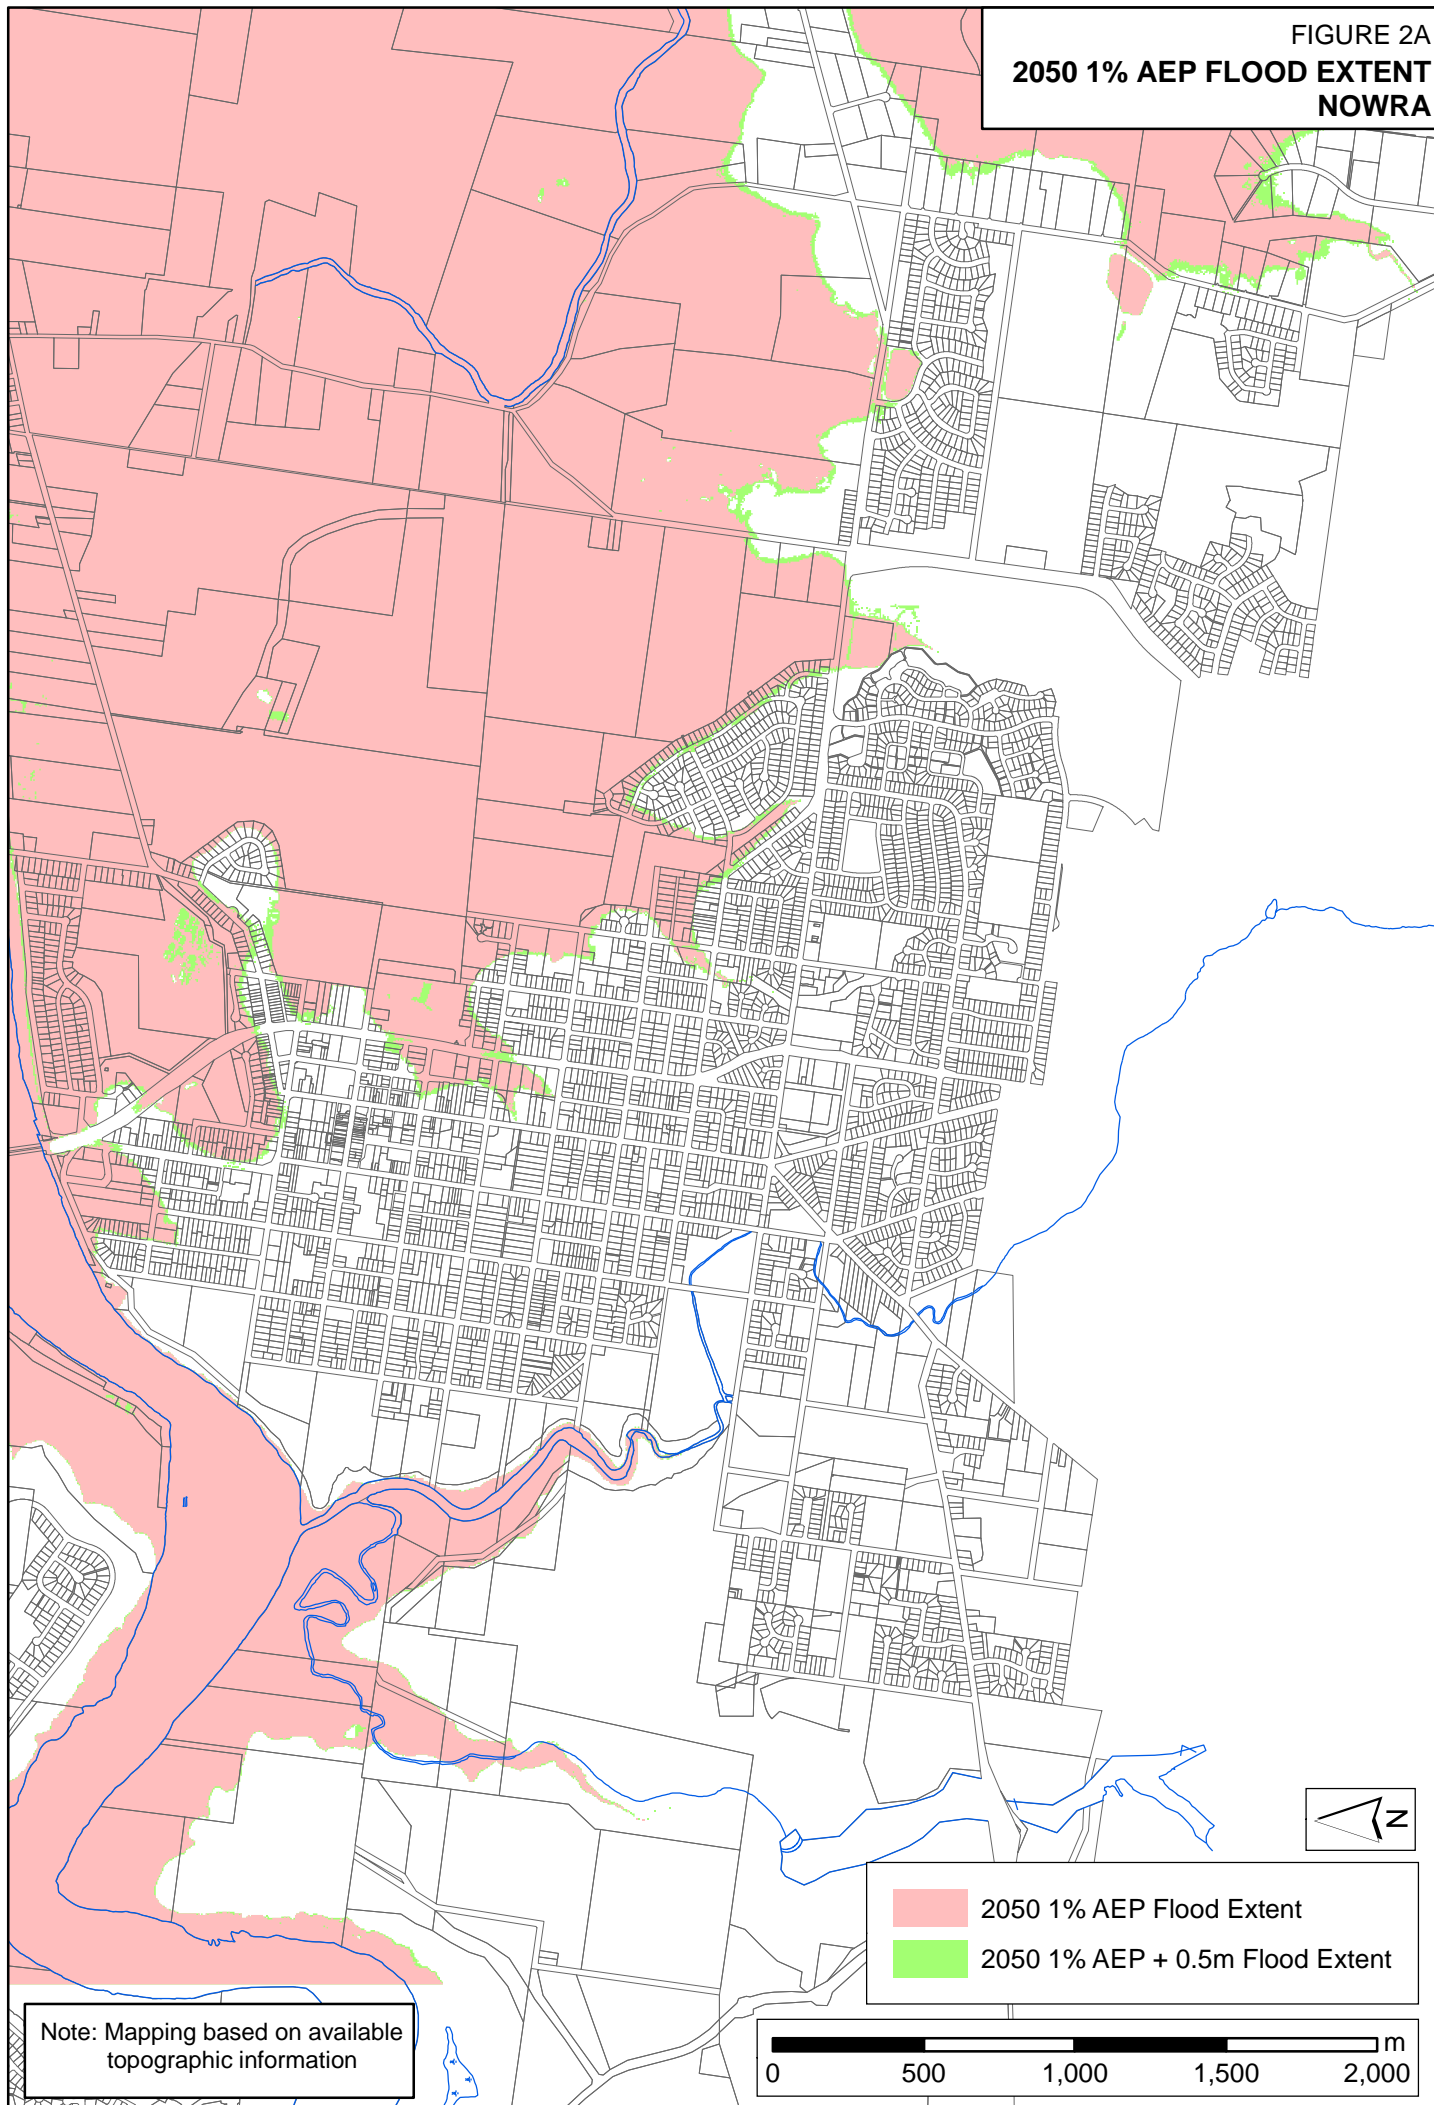 FIGURE 2A
2050 1% AEP FLOOD EXTENT
NOWRA
N
2050 1% AEP Flood Extent
2050 1% AEP + 0.5m Flood Extent
Note: Mapping based on available
topographic information
m
0 500 1,000 1,500 2,000